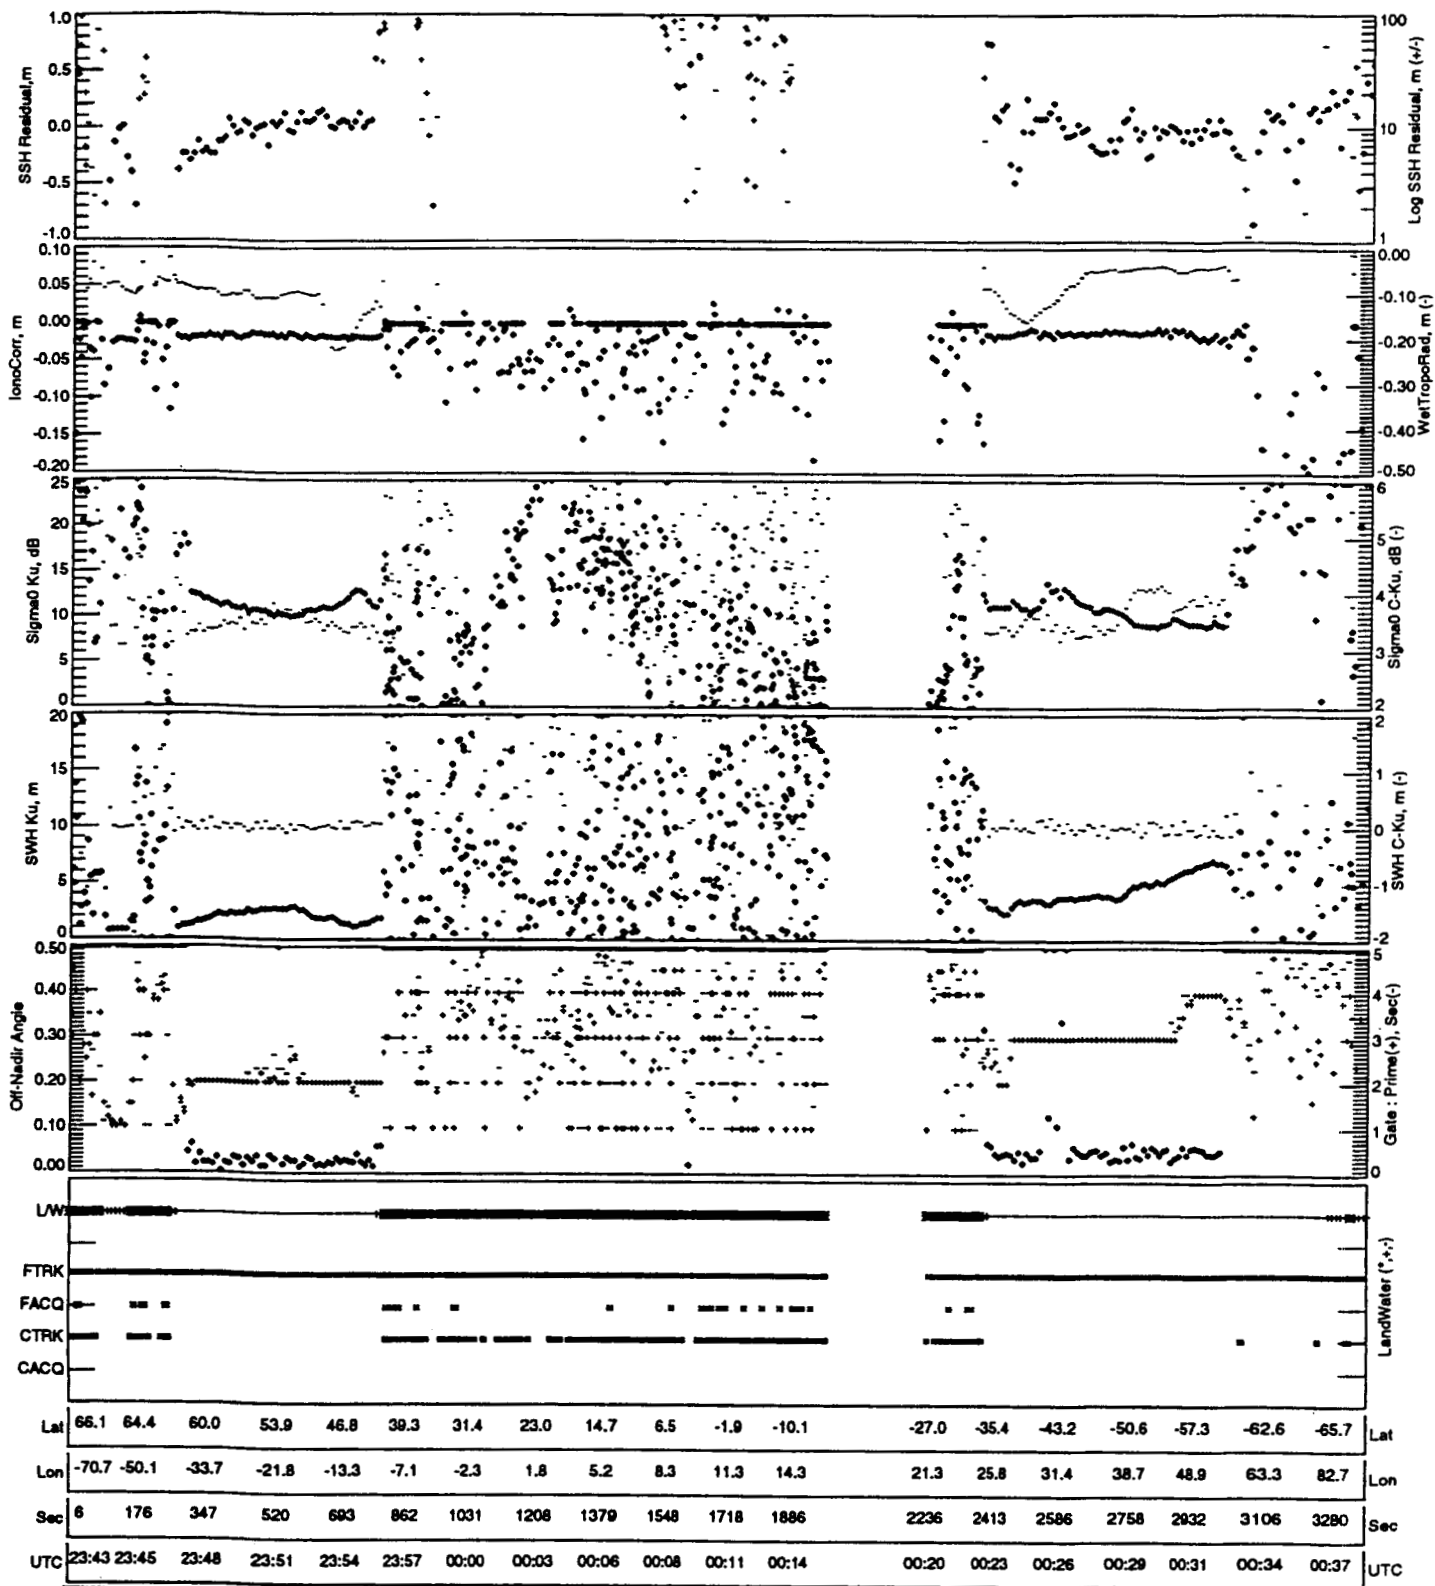 1.0
0.5
0.0
-0.5
-1.0
SSH Residual,m
100
10
1
Log SSH Residual, m (+/-)
0.10
0.05
0.00
-0.05
-0.10
-0.15
-0.20
IonoCorr, m
0.00
-0.10
-0.20
-0.30
-0.40
-0.50
WetTropoRad, m (-)
25
20
15
10
5
0
Sigma0 Ku, dB
6
5
4
3
2
Sigma0 C-Ku, dB (-)
20
15
10
5
0
SWH Ku, m
2
1
0
-1
-2
SWH C-Ku, m (-)
0.50
0.40
0.30
0.20
0.10
0.00
Off-Nadir Angle
5
4
3
2
1
0
Gate : Prime(+), Sec(-)
L/W
FTRK
FACQ
CTRK
CACQ
LandWater (*,+,-)
Lat 66.1 64.4 60.0 53.9 46.8 39.3 31.4 23.0 14.7 6.5 -1.9 -10.1 -27.0 -35.4 -43.2 -50.6 -57.3 -62.6 -65.7 Lat
Lon -70.7 -50.1 -33.7 -21.8 -13.3 -7.1 -2.3 1.8 5.2 8.3 11.3 14.3 21.3 25.8 31.4 38.7 48.9 63.3 82.7 Lon
Sec 6 176 347 520 693 862 1031 1208 1379 1548 1718 1886 2236 2413 2586 2758 2932 3106 3280 Sec
UTC 23:43 23:45 23:48 23:51 23:54 23:57 00:00 00:03 00:06 00:08 00:11 00:14 00:20 00:23 00:26 00:29 00:31 00:34 00:37 UTC